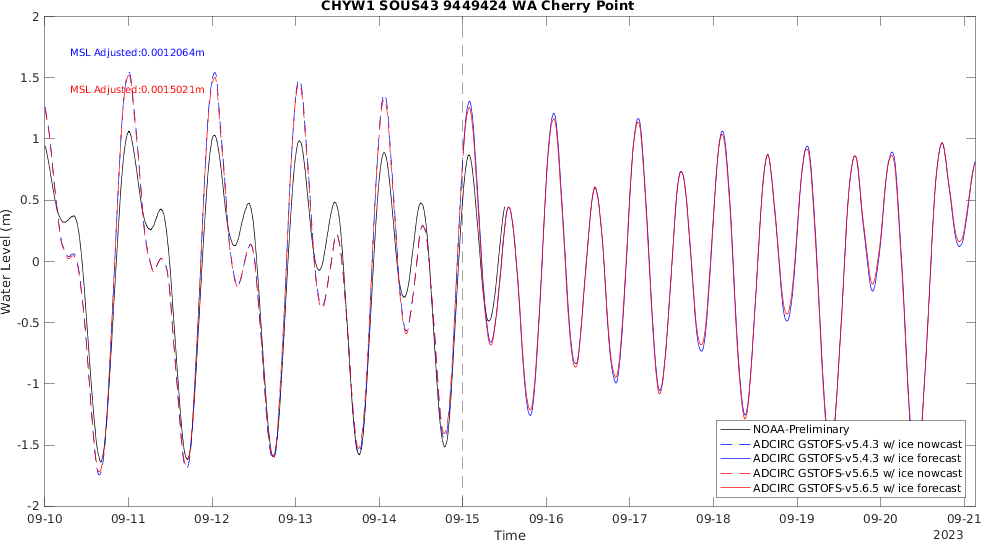 CHYW1 SOUS43 9449424 WA Cherry Point
MSL Adjusted:0.0012064m
MSL Adjusted:0.0015021m
Water Level (m)
2
1.5
1
0.5
0
-0.5
-1
-1.5
-2
NOAA-Preliminary
ADCIRC GSTOFS-v5.4.3 w/ ice nowcast
ADCIRC GSTOFS-v5.4.3 w/ ice forecast
ADCIRC GSTOFS-v5.6.5 w/ ice nowcast
ADCIRC GSTOFS-v5.6.5 w/ ice forecast
09-10 09-11 09-12 09-13 09-14 09-15 09-16 09-17 09-18 09-19 09-20 09-21
Time
2023